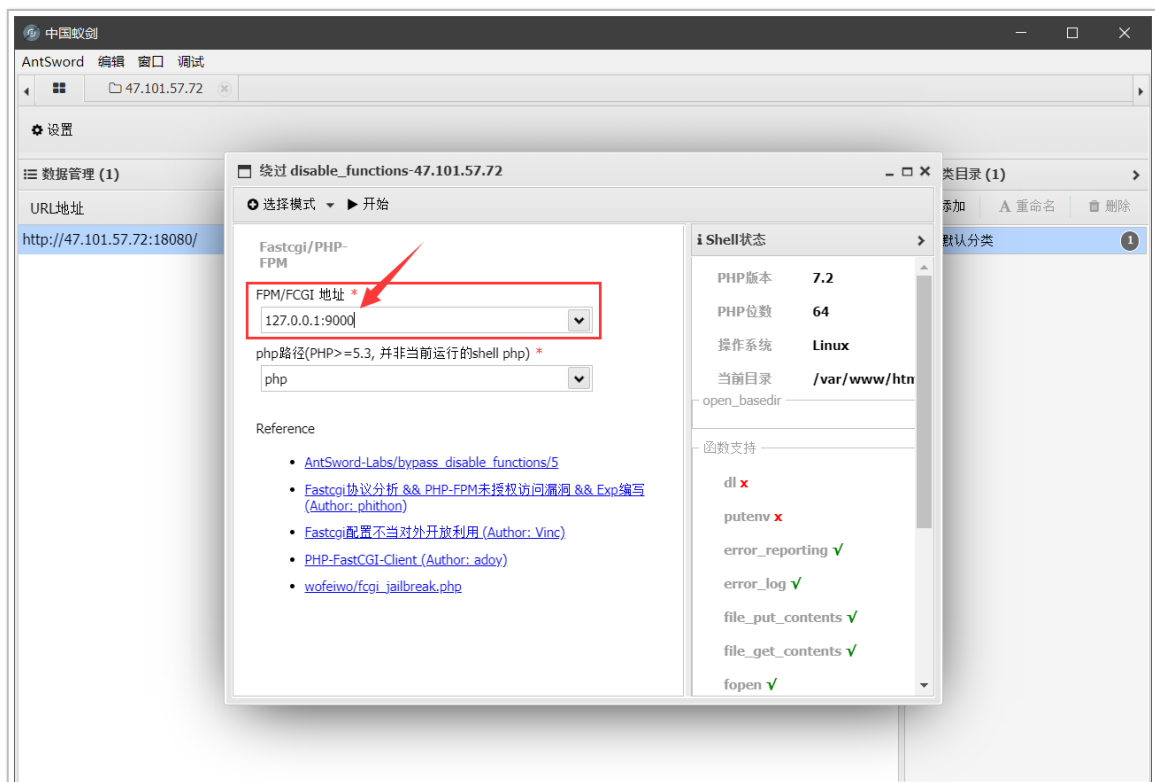 中国蚁剑
AntSword 编辑 窗口 调试
47.101.57.72
设置
数据管理 (1)
URL地址
http://47.101.57.72:18080/
绕过 disable_functions-47.101.57.72
选择模式 开始
Fastcgi/PHP-
FPM
FPM/FCGI 地址 *
127.0.0.1:9000
php路径(PHP>=5.3, 并非当前运行的shell php) *
php
Reference
AntSword-Labs/bypass_disable_functions/5
Fastcgi协议分析 && PHP-FPM未授权访问漏洞 && Exp编写
(Author: phithon)
Fastcgi配置不当对外开放利用 (Author: Vinc)
PHP-FastCGI-Client (Author: adoy)
wofeiwo/fcgi_jailbreak.php
Shell状态
PHP版本 7.2
PHP位数 64
操作系统 Linux
当前目录 /var/www/htm
open_basedir
函数支持
dl x
putenv x
error_reporting √
error_log √
file_put_contents √
file_get_contents √
fopen √
类目录 (1)
添加 重命名 删除
默认分类 1